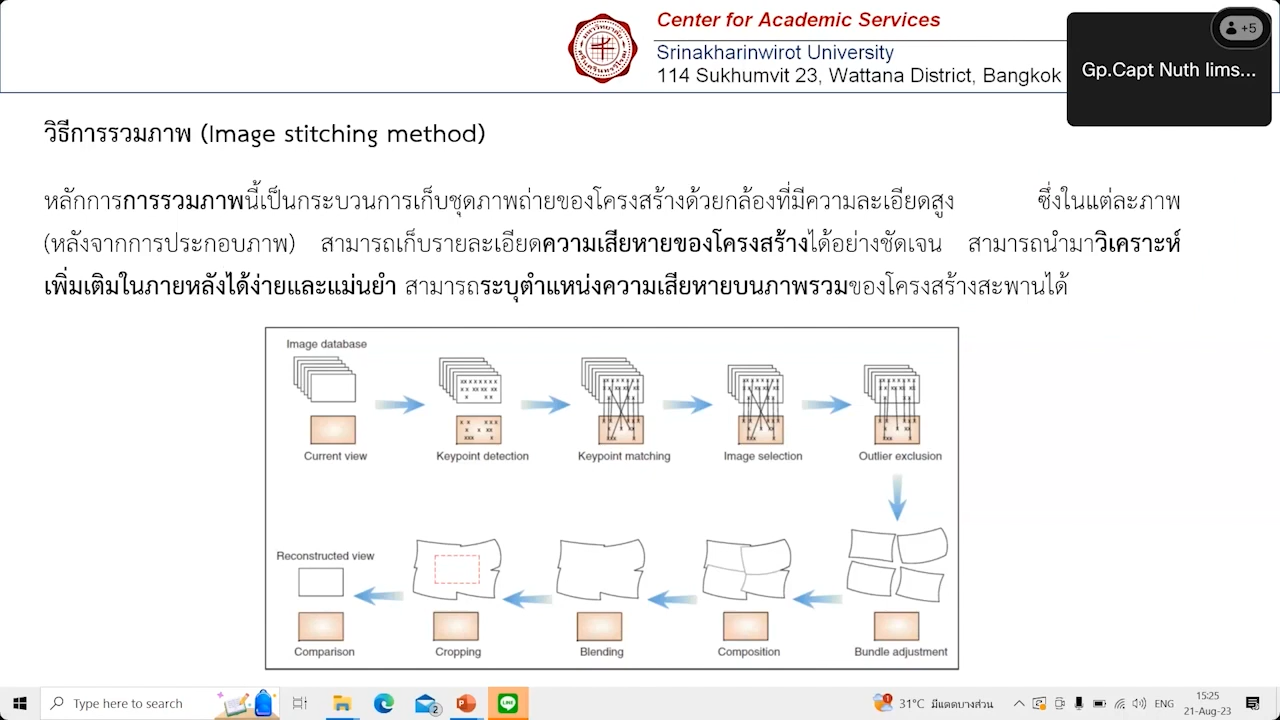 Center for Academic Services
Srinakharinwirot University
114 Sukhumvit 23, Wattana District, Bangkok
+5
Gp.Capt Nuth lims...
วิธีการรวมภาพ (Image stitching method)
หลักการการรวมภาพนี้เป็นกระบวนการเก็บชุดภาพถ่ายของโครงสร้างด้วยกล้องที่มีความละเอียดสูง ซึ่งในแต่ละภาพ
(หลังจากการประกอบภาพ) สามารถเก็บรายละเอียดความเสียหายของโครงสร้างได้อย่างชัดเจน สามารถนำมาวิเคราะห์
เพิ่มเติมในภายหลังได้ง่ายและแม่นยำ สามารถระบุตำแหน่งความเสียหายบนภาพรวมของโครงสร้างสะพานได้
Image database
Current view
Keypoint detection
Keypoint matching
Image selection
Outlier exclusion
Reconstructed view
Comparison
Cropping
Blending
Composition
Bundle adjustment
Type here to search
2
31°C มีแดดบางส่วน
ENG
15:25
21-Aug-23